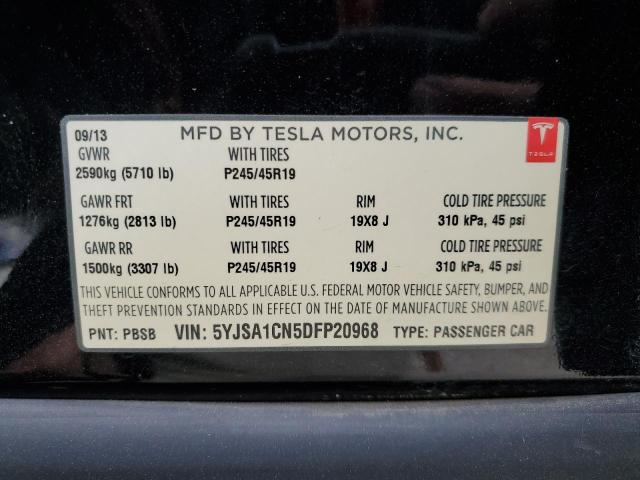 09/13 MFD BY TESLA MOTORS, INC.
TESLA
GVWR WITH TIRES
2590kg (5710 lb) P245/45R19
GAWR FRT WITH TIRES RIM COLD TIRE PRESSURE
1276kg (2813 lb) P245/45R19 19X8 J 310 kPa, 45 psi
GAWR RR WITH TIRES RIM COLD TIRE PRESSURE
1500kg (3307 lb) P245/45R19 19X8 J 310 kPa, 45 psi
THIS VEHICLE CONFORMS TO ALL APPLICABLE U.S. FEDERAL MOTOR VEHICLE SAFETY, BUMPER, AND
THEFT PREVENTION STANDARDS IN EFFECT ON THE DATE OF MANUFACTURE SHOWN ABOVE.
PNT: PBSB VIN: 5YJSA1CN5DFP20968 TYPE: PASSENGER CAR